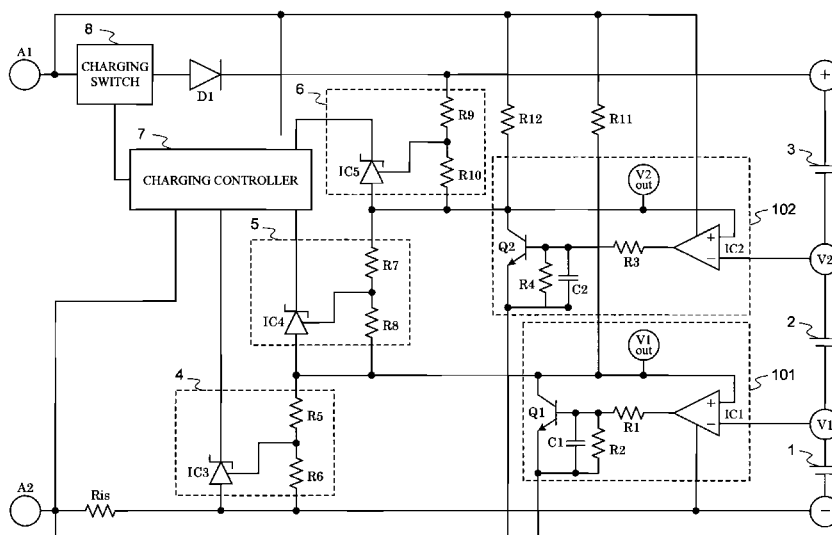 A1
8
CHARGING
SWITCH
D1
6
R9
R12
R11
+
7
IC5
R10
3
CHARGING CONTROLLER
V2
out
102
5
+
IC2
−
Q2
R3
V2
R7
R4
C2
IC4
R8
2
V1
out
101
4
+
IC1
−
Q1
R1
V1
R5
C1
R2
1
IC3
R6
A2
Ris
−